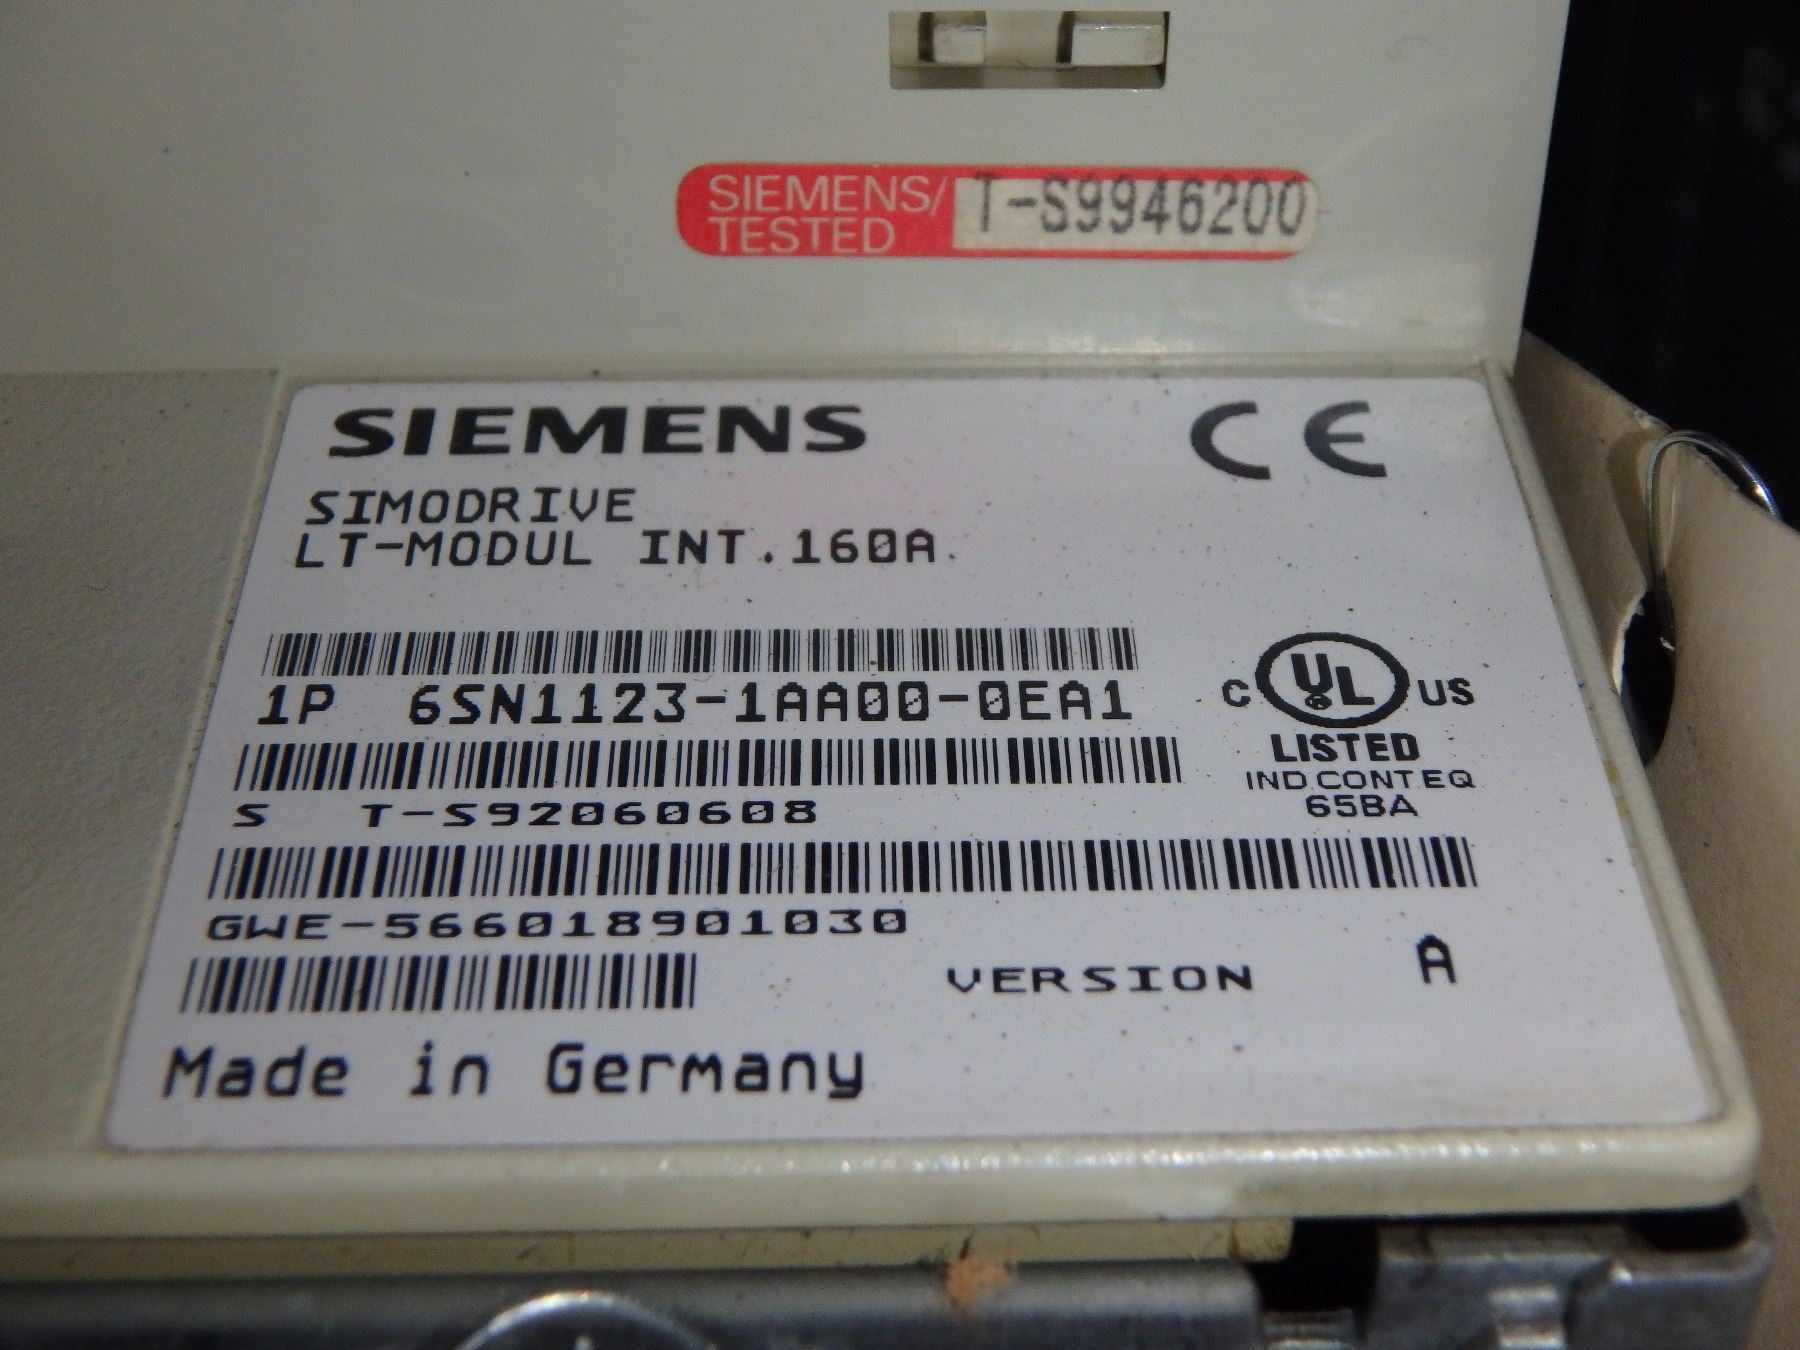 SIEMENS/
TESTED
T-S9946200
SIEMENS CE
SIMODRIVE
LT-MODUL INT.160A
1P 6SN1123-1AA00-0EA1
C UL US
LISTED
IND.CONT.EQ
65BA
S T-S92060608
GWE-566018901030
VERSION A
Made in Germany